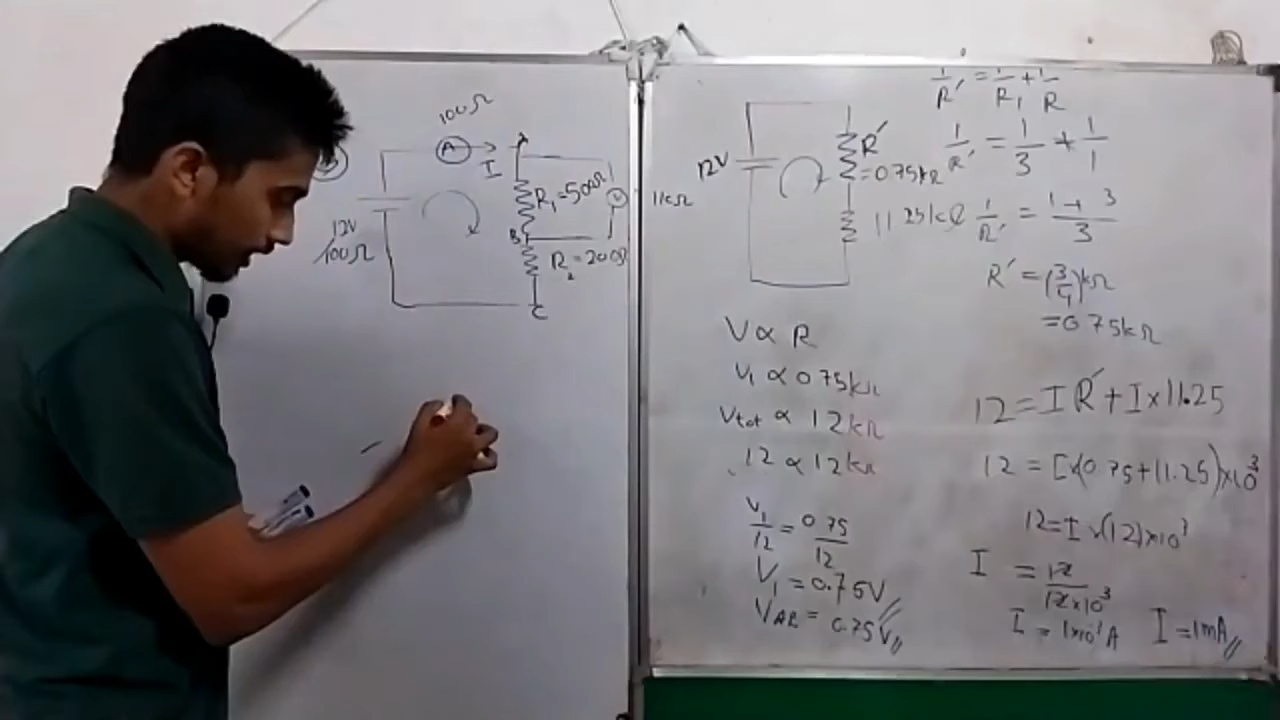 100Ω
A
A
I
R₁=500Ω
V
11kΩ
12V
100Ω
B
R₂=200Ω
C
12V
R′
=0.75kΩ
11.25kΩ
1/R′ = 1/R₁ + 1/R
1/R′ = 1/3 + 1/1
1/R′ = 1+3/3
R′ = (3/4)kΩ
=0.75kΩ
V∝R
V₁ ∝ 0.75kΩ
Vtot ∝ 12kΩ
12 ∝ 12kΩ
V₁/12 = 0.75/12
V₁ = 0.75V
VAB = 0.75V
12 = IR′ + I×11.25
12 = I×(0.75+11.25)×10³
12=I×(12)×10³
I = 12/12×10³
I = 1×10 A
I = 1mA